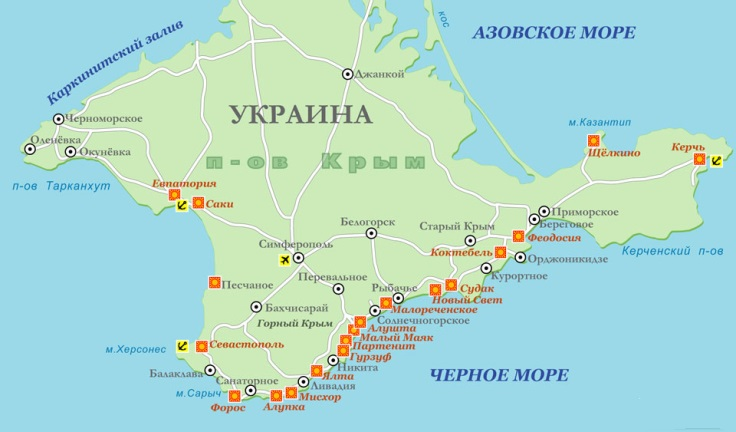 кос
АЗОВСКОЕ МОРЕ
Каркинитский залив
Джанкой
УКРАИНА
Черноморское
м.Казантип
Оленёвка
Окунёвка
Щёлкино
Керчь
п-ов Крым
п-ов Тарханкут
Евпатория
Саки
Белогорск
Старый Крым
Приморское
Береговое
Феодосия
Симферополь
Коктебель
Керченский п-ов
Орджоникидзе
Перевальное
Курортное
Песчаное
Рыбачье
Судак
Новый Свет
Бахчисарай
Малореченское
Горный Крым
Солнечногорское
Алушта
Малый Маяк
Севастополь
м.Херсонес
Партенит
Гурзуф
Никита
Балаклава
Ялта
ЧЕРНОЕ МОРЕ
Санаторное
Ливадия
м.Сарыч
Мисхор
Форос
Алупка